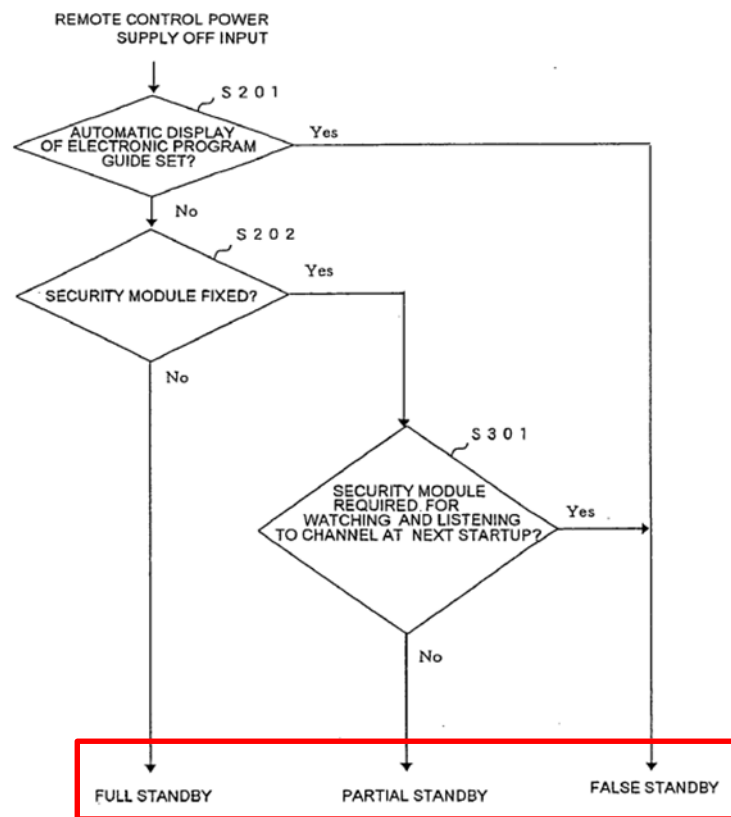 REMOTE CONTROL POWER
SUPPLY OFF INPUT
S201
AUTOMATIC DISPLAY
OF ELECTRONIC PROGRAM
GUIDE SET?
Yes
No
S202
SECURITY MODULE FIXED?
Yes
No
S301
SECURITY MODULE
REQUIRED FOR
WATCHING AND LISTENING
TO CHANNEL AT NEXT STARTUP?
Yes
No
FULL STANDBY
PARTIAL STANDBY
FALSE STANDBY